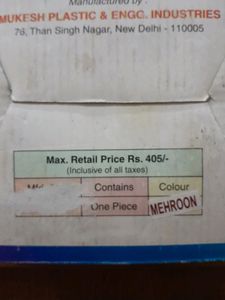 Manufactured by :
MUKESH PLASTIC & ENGG. INDUSTRIES
76, Than Singh Nagar, New Delhi - 110005
Max. Retail Price Rs. 405/-
(Inclusive of all taxes)
Contains Colour
One Piece MEHROON